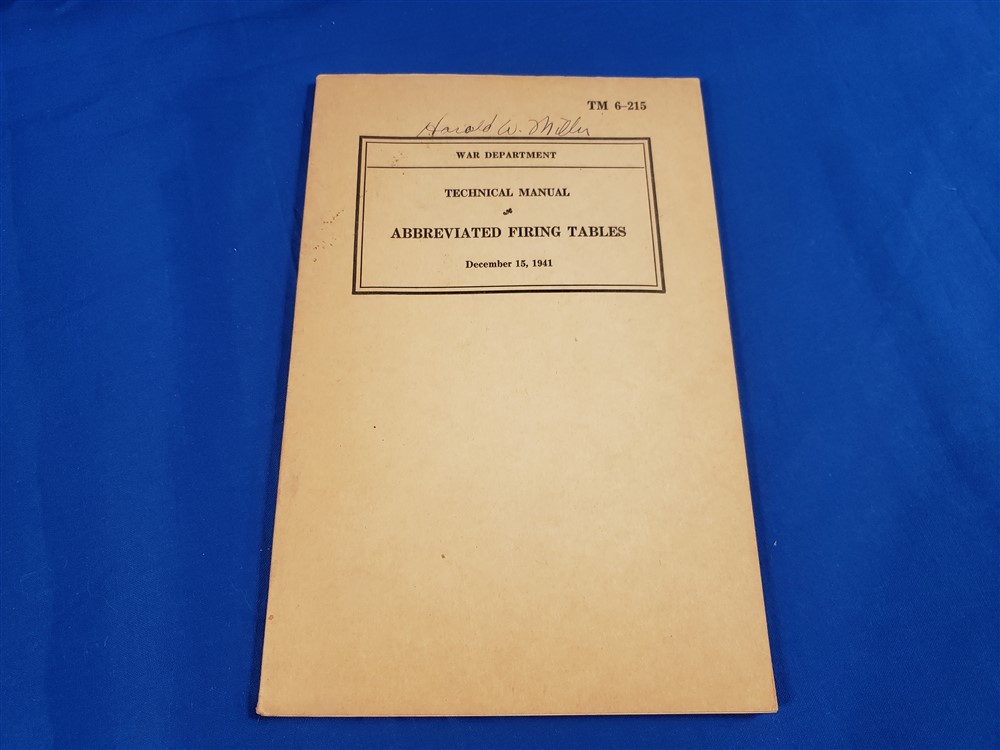 TM 6–215
Harold W. Miller
WAR DEPARTMENT
TECHNICAL MANUAL
ABBREVIATED FIRING TABLES
December 15, 1941